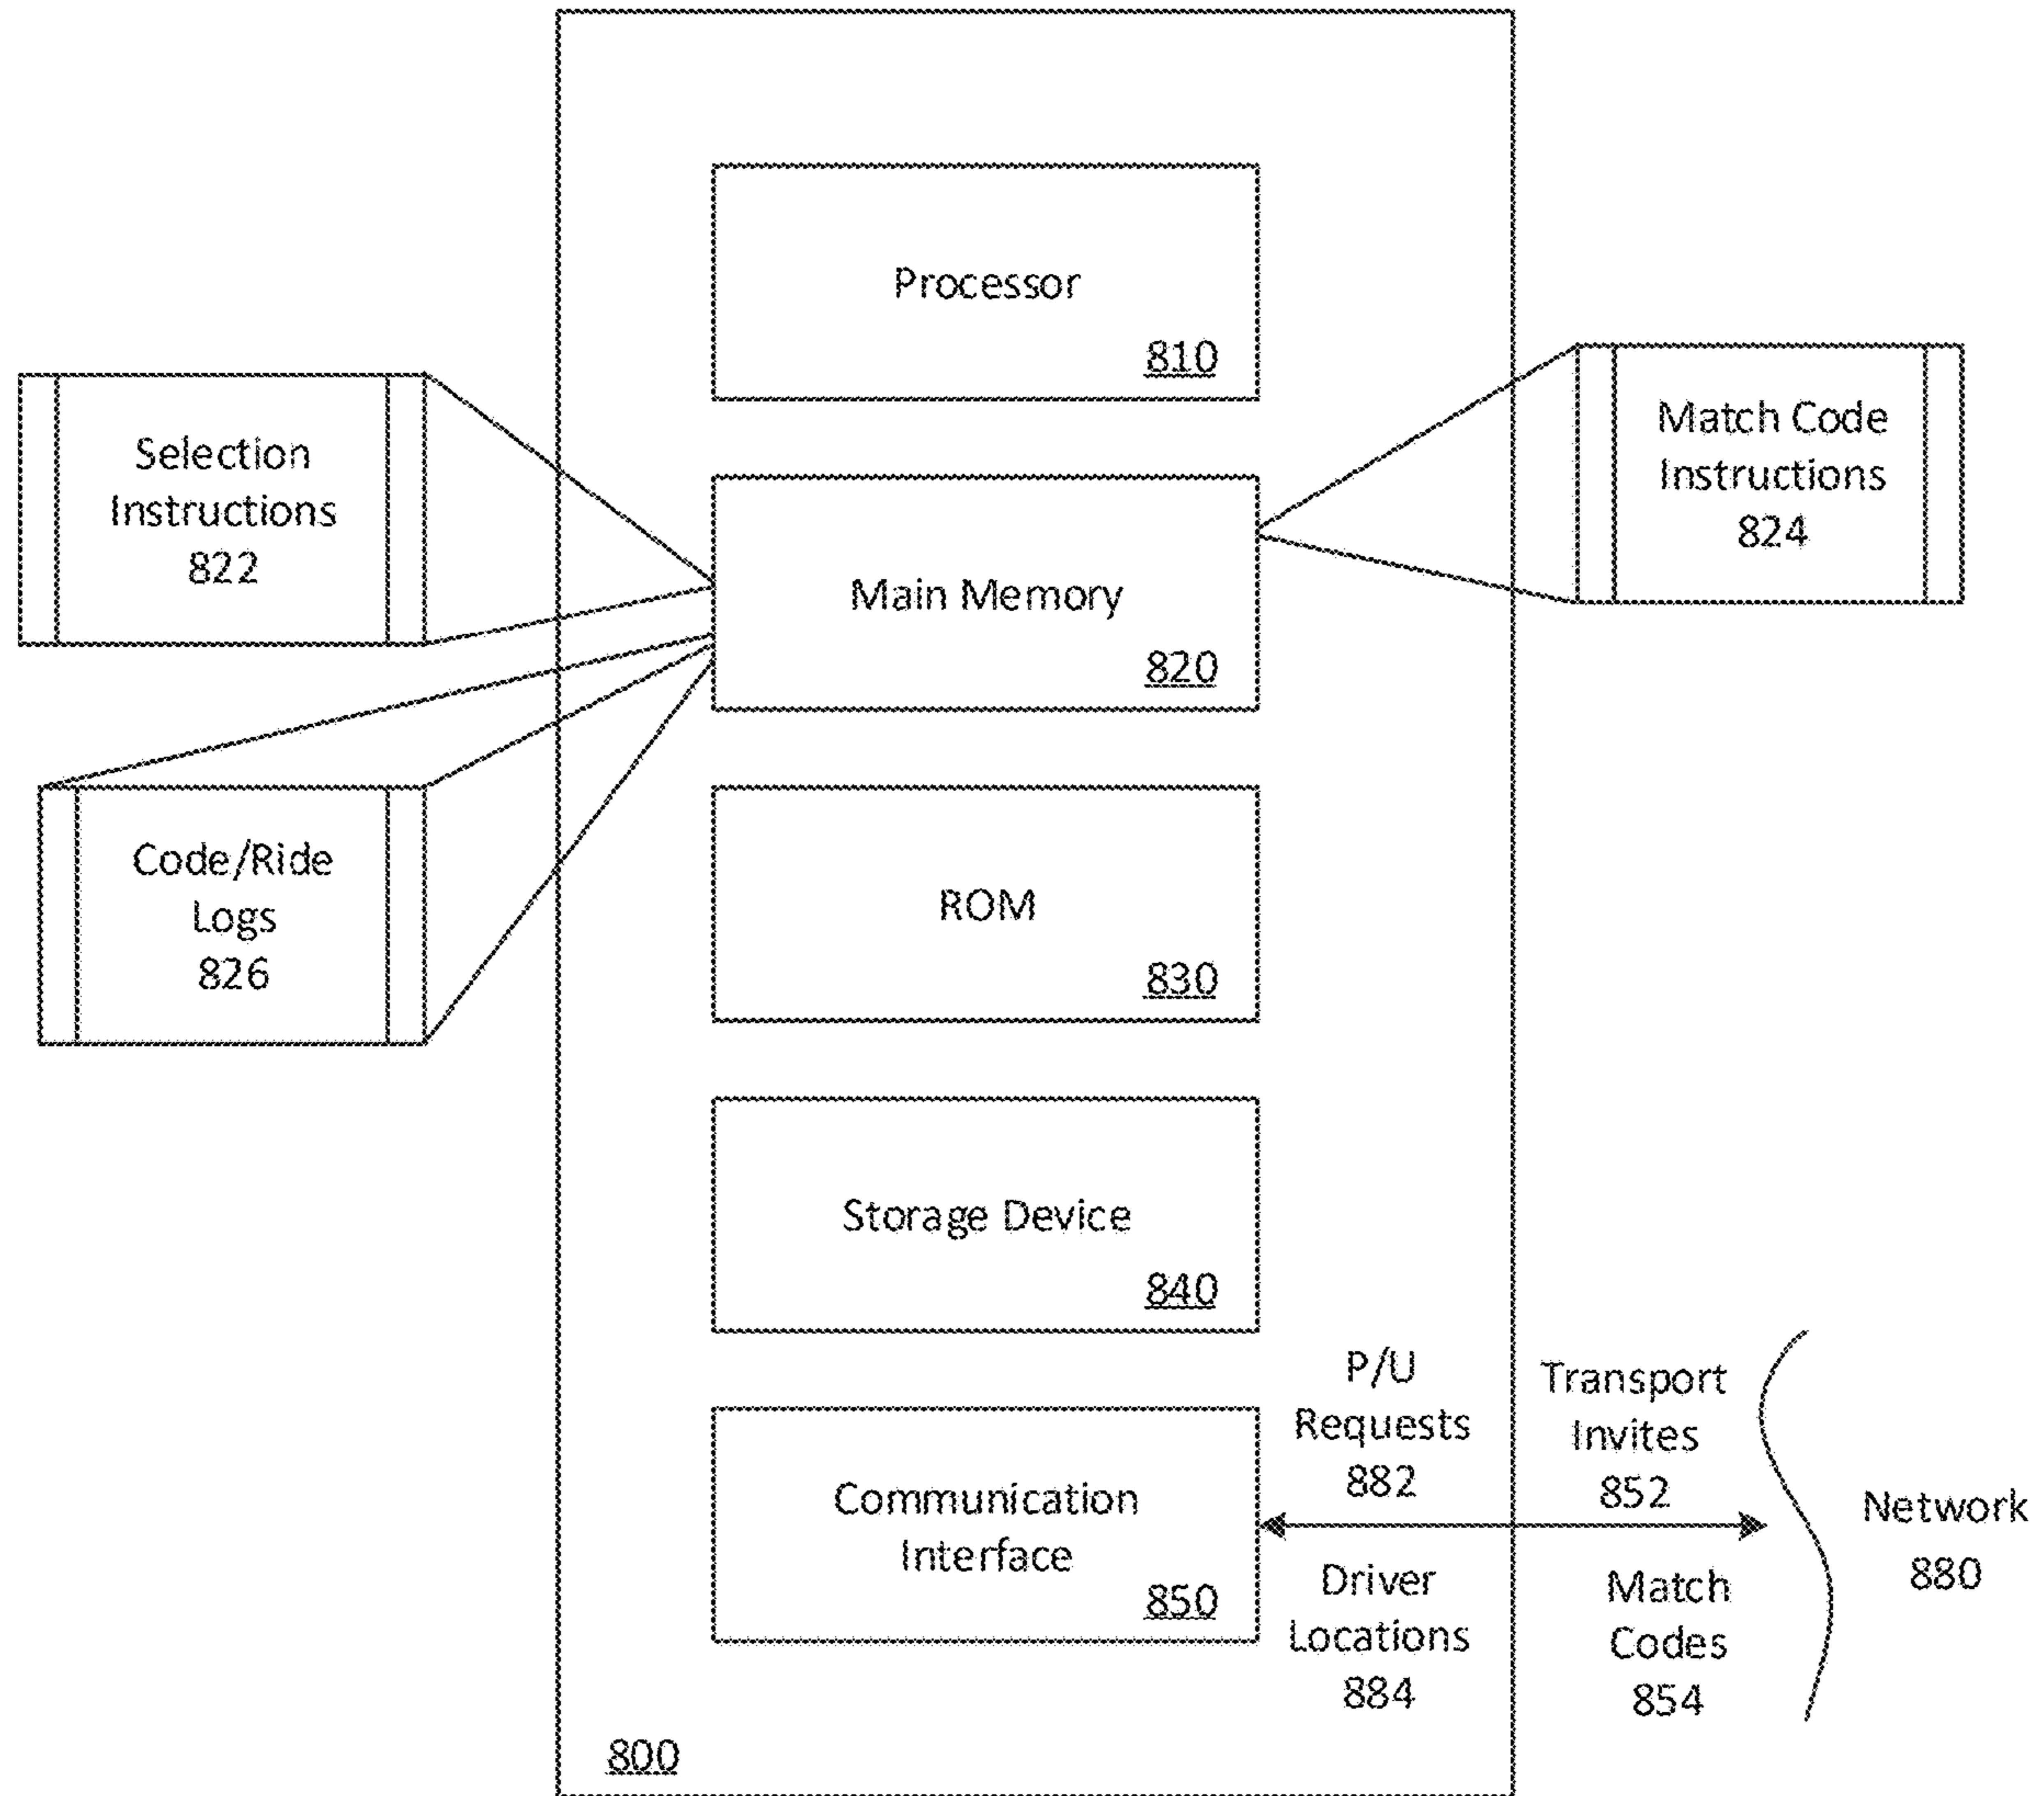 Processor
810
Selection
Instructions
822
Match Code
Instructions
824
Main Memory
820
Code/Ride
Logs
826
ROM
830
Storage Device
840
P/U
Requests
882
Transport
Invites
852
Communication
Interface
850
Network
880
Driver
Locations
884
Match
Codes
854
800